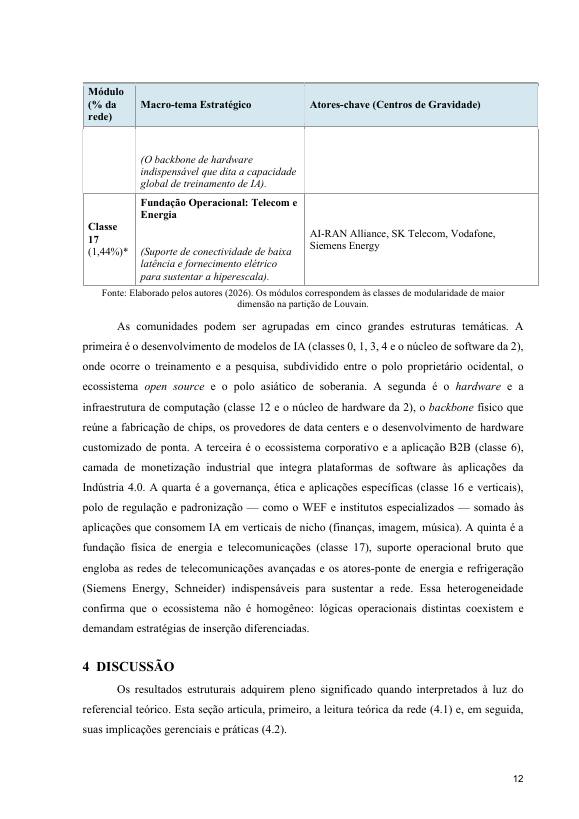 Módulo
(% da
rede)
Macro-tema Estratégico
Atores-chave (Centros de Gravidade)
(O backbone de hardware
indispensável que dita a capacidade
global de treinamento de IA).
Classe
17
(1,44%)*
Fundação Operacional: Telecom e
Energia
(Suporte de conectividade de baixa
latência e fornecimento elétrico
para sustentar a hiperescala).
AI-RAN Alliance, SK Telecom, Vodafone,
Siemens Energy
Fonte: Elaborado pelos autores (2026). Os módulos correspondem às classes de modularidade de maior
dimensão na partição de Louvain.
As comunidades podem ser agrupadas em cinco grandes estruturas temáticas. A
primeira é o desenvolvimento de modelos de IA (classes 0, 1, 3, 4 e o núcleo de software da 2),
onde ocorre o treinamento e a pesquisa, subdividido entre o polo proprietário ocidental, o
ecossistema open source e o polo asiático de soberania. A segunda é o hardware e a
infraestrutura de computação (classe 12 e o núcleo de hardware da 2), o backbone físico que
reúne a fabricação de chips, os provedores de data centers e o desenvolvimento de hardware
customizado de ponta. A terceira é o ecossistema corporativo e a aplicação B2B (classe 6),
camada de monetização industrial que integra plataformas de software às aplicações da
Indústria 4.0. A quarta é a governança, ética e aplicações específicas (classe 16 e verticais),
polo de regulação e padronização — como o WEF e institutos especializados — somado às
aplicações que consomem IA em verticais de nicho (finanças, imagem, música). A quinta é a
fundação física de energia e telecomunicações (classe 17), suporte operacional bruto que
engloba as redes de telecomunicações avançadas e os atores-ponte de energia e refrigeração
(Siemens Energy, Schneider) indispensáveis para sustentar a rede. Essa heterogeneidade
confirma que o ecossistema não é homogêneo: lógicas operacionais distintas coexistem e
demandam estratégias de inserção diferenciadas.
4 DISCUSSÃO
Os resultados estruturais adquirem pleno significado quando interpretados à luz do
referencial teórico. Esta seção articula, primeiro, a leitura teórica da rede (4.1) e, em seguida,
suas implicações gerenciais e práticas (4.2).
12